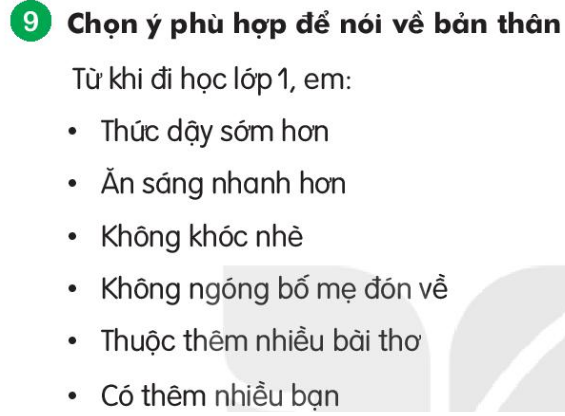 9 Chọn ý phù hợp để nói về bản thân
Từ khi đi học lớp 1, em:
• Thức dậy sớm hơn
• Ăn sáng nhanh hơn
• Không khóc nhè
• Không ngóng bố mẹ đón về
• Thuộc thêm nhiều bài thơ
• Có thêm nhiều bạn